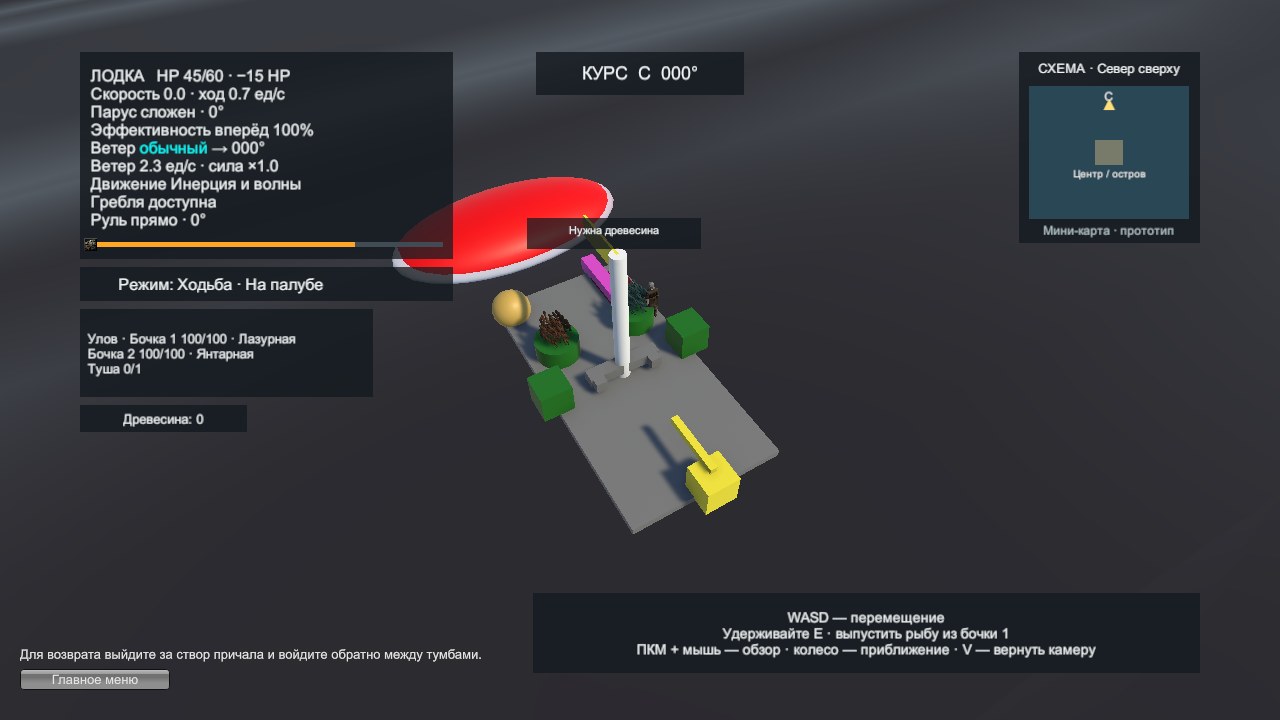 ЛОДКА HP 45/60 · −15 HP
Скорость 0.0 · ход 0.7 ед/с
Парус сложен · 0°
Эффективность вперёд 100%
Ветер обычный → 000°
Ветер 2.3 ед/с · сила ×1.0
Движение Инерция и волны
Гребля доступна
Руль прямо · 0°
Режим: Ходьба · На палубе
Улов · Бочка 1 100/100 · Лазурная
Бочка 2 100/100 · Янтарная
Туша 0/1
Древесина: 0
КУРС С 000°
Нужна древесина
СХЕМА · Север сверху
С
Центр / остров
Мини-карта · прототип
WASD — перемещение
Удерживайте E · выпустить рыбу из бочки 1
ПКМ + мышь — обзор · колесо — приближение · V — вернуть камеру
Для возврата выйдите за створ причала и войдите обратно между тумбами.
Главное меню